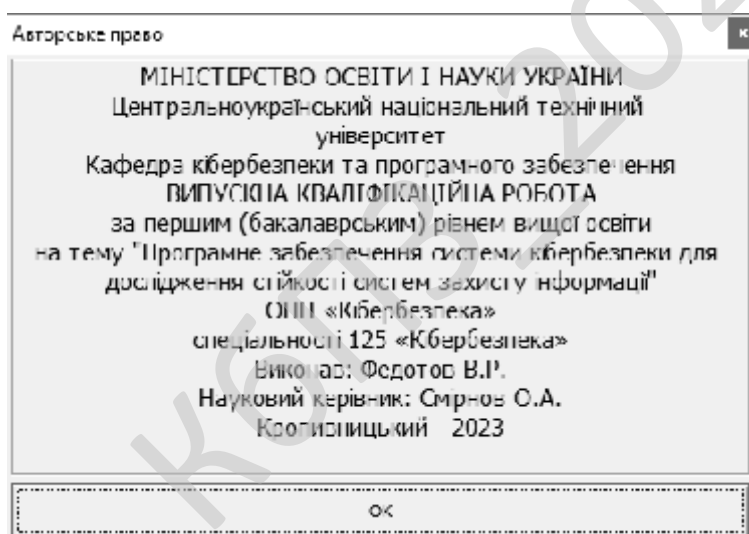 Авторське право
МІНІСТЕРСТВО ОСВІТИ І НАУКИ УКРАЇНИ
Центральноукраїнський національний технічний
університет
Кафедра кібербезпеки та програмного забезпечення
ВИПУСКНА КВАЛІФІКАЦІЙНА РОБОТА
за першим (бакалаврським) рівнем вищої освіти
на тему "Програмне забезпечення системи кібербезпеки для
дослідження стійкості систем захисту інформації"
ОПП «Кібербезпека»
спеціальності 125 «Кібербезпека»
Виконав: Федотов В.Р.
Науковий керівник: Смірнов О.А.
Кропивницький 2023
ОК